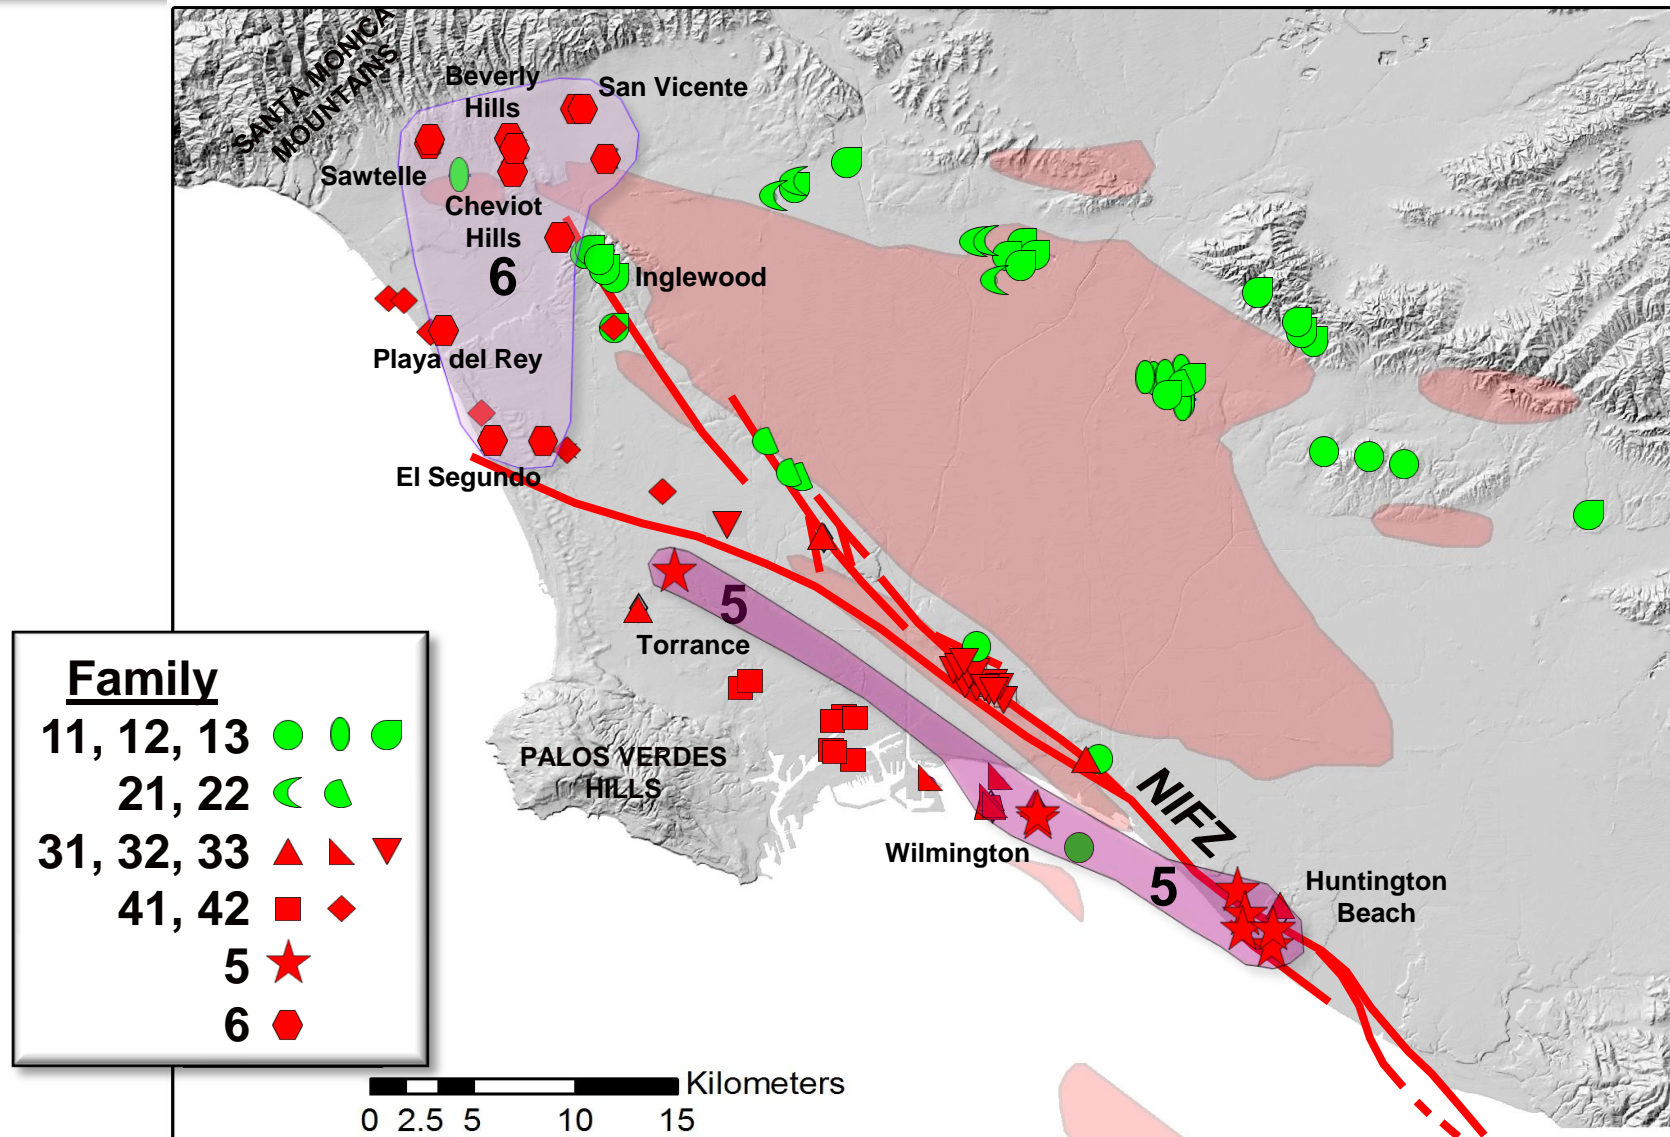 SANTA MONICA
MOUNTAINS
Beverly
Hills
San Vicente
Sawtelle
Cheviot
Hills
6
Inglewood
Playa del Rey
El Segundo
5
Torrance
PALOS VERDES
HILLS
NIFZ
Wilmington
5
Huntington
Beach
Family
11, 12, 13
21, 22
31, 32, 33
41, 42
5
6
Kilometers
0 2.5 5 10 15